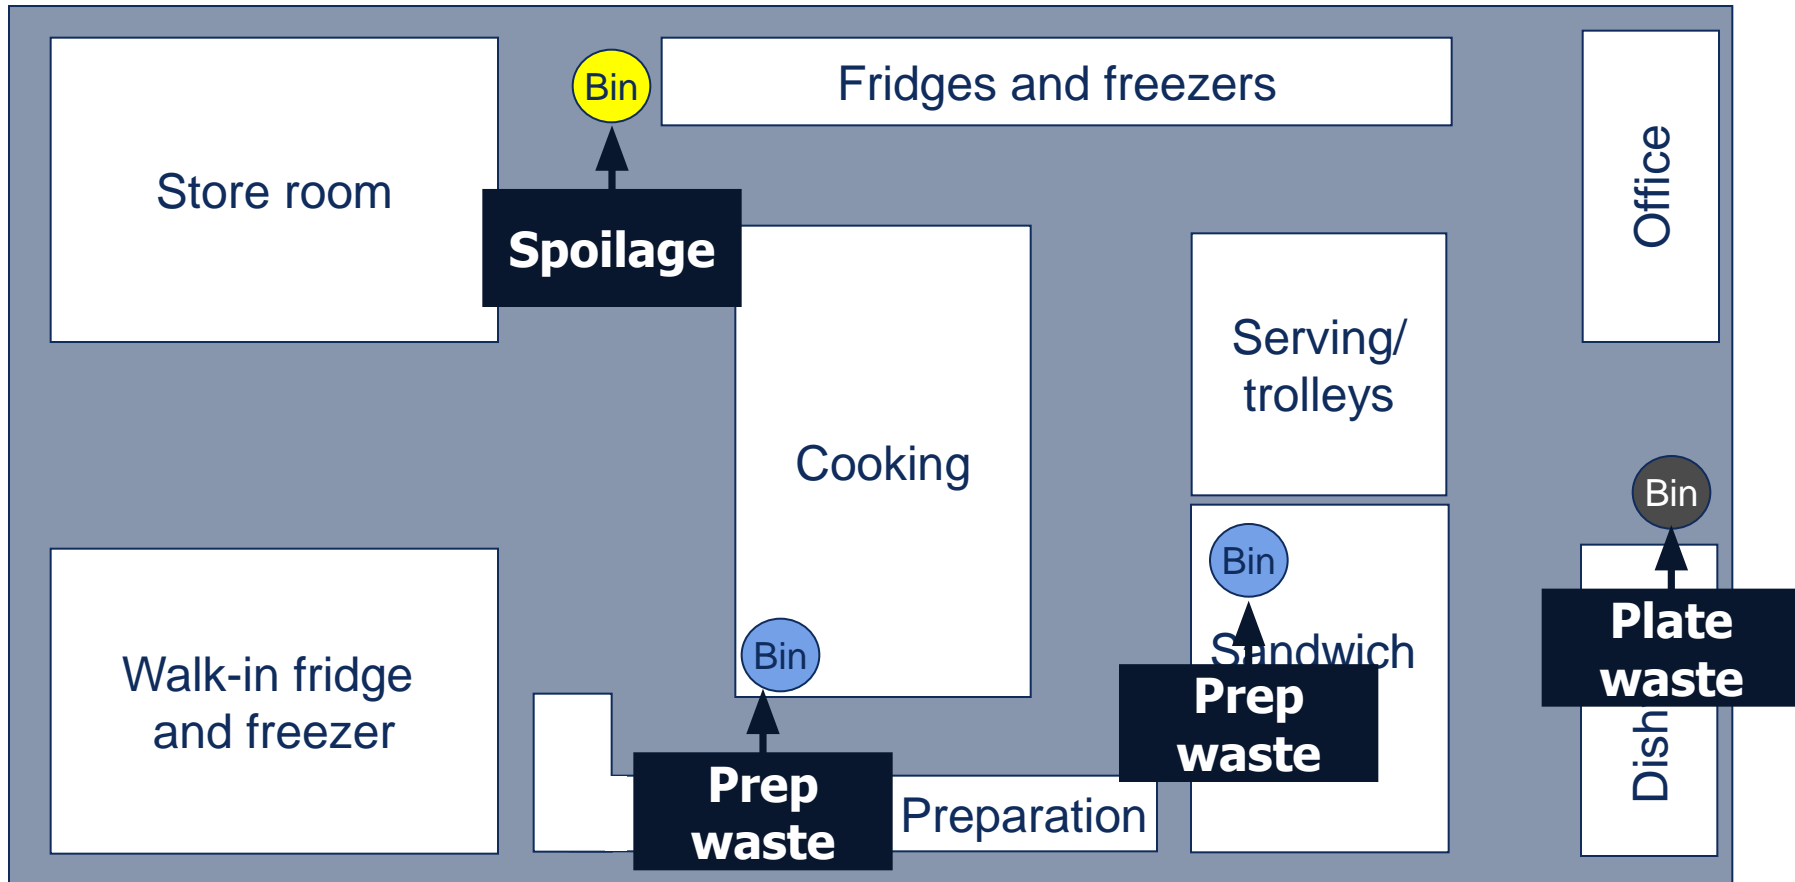 Bin
Fridges and freezers
Store room
Office
Spoilage
Serving/
trolleys
Cooking
Bin
Bin
Bin
Sandwich
Plate
waste
Walk-in fridge
and freezer
Prep
waste
Dish
Prep
waste
Preparation